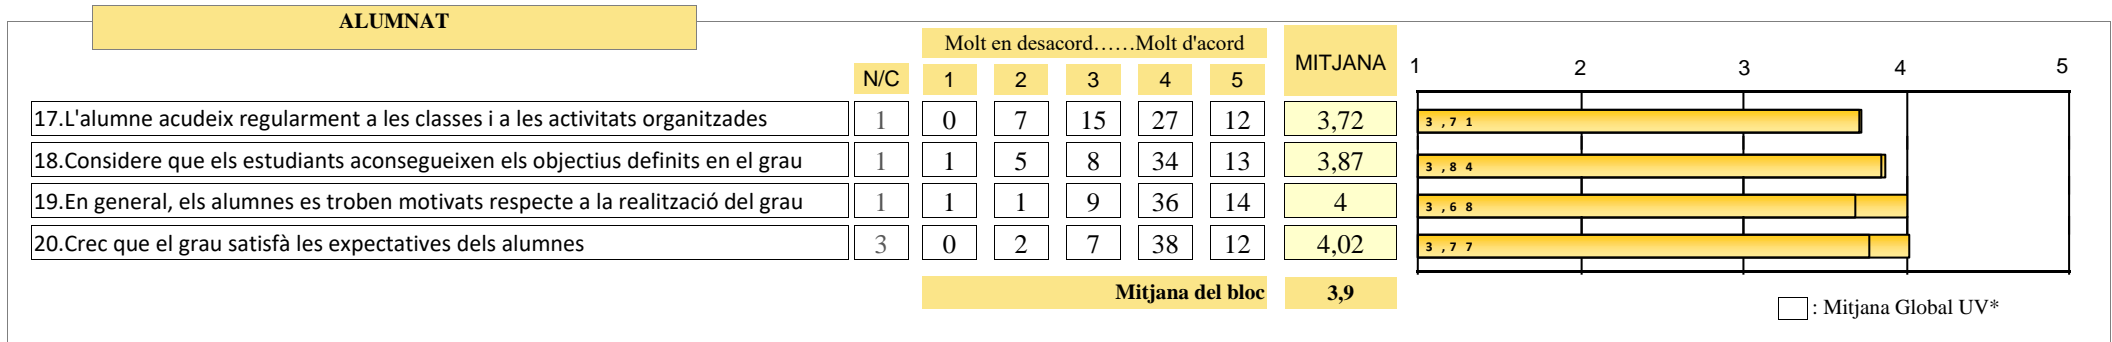 ALUMNAT
Molt en desacord……Molt d'acord
MITJANA
N/C 1 2 3 4 5
1 2 3 4 5
17.L'alumne acudeix regularment a les classes i a les activitats organitzades 1 0 7 15 27 12 3,72 3,71
18.Considere que els estudiants aconsegueixen els objectius definits en el grau 1 1 5 8 34 13 3,87 3,84
19.En general, els alumnes es troben motivats respecte a la realització del grau 1 1 1 9 36 14 4 3,68
20.Crec que el grau satisfà les expectatives dels alumnes 3 0 2 7 38 12 4,02 3,77
Mitjana del bloc 3,9
: Mitjana Global UV*